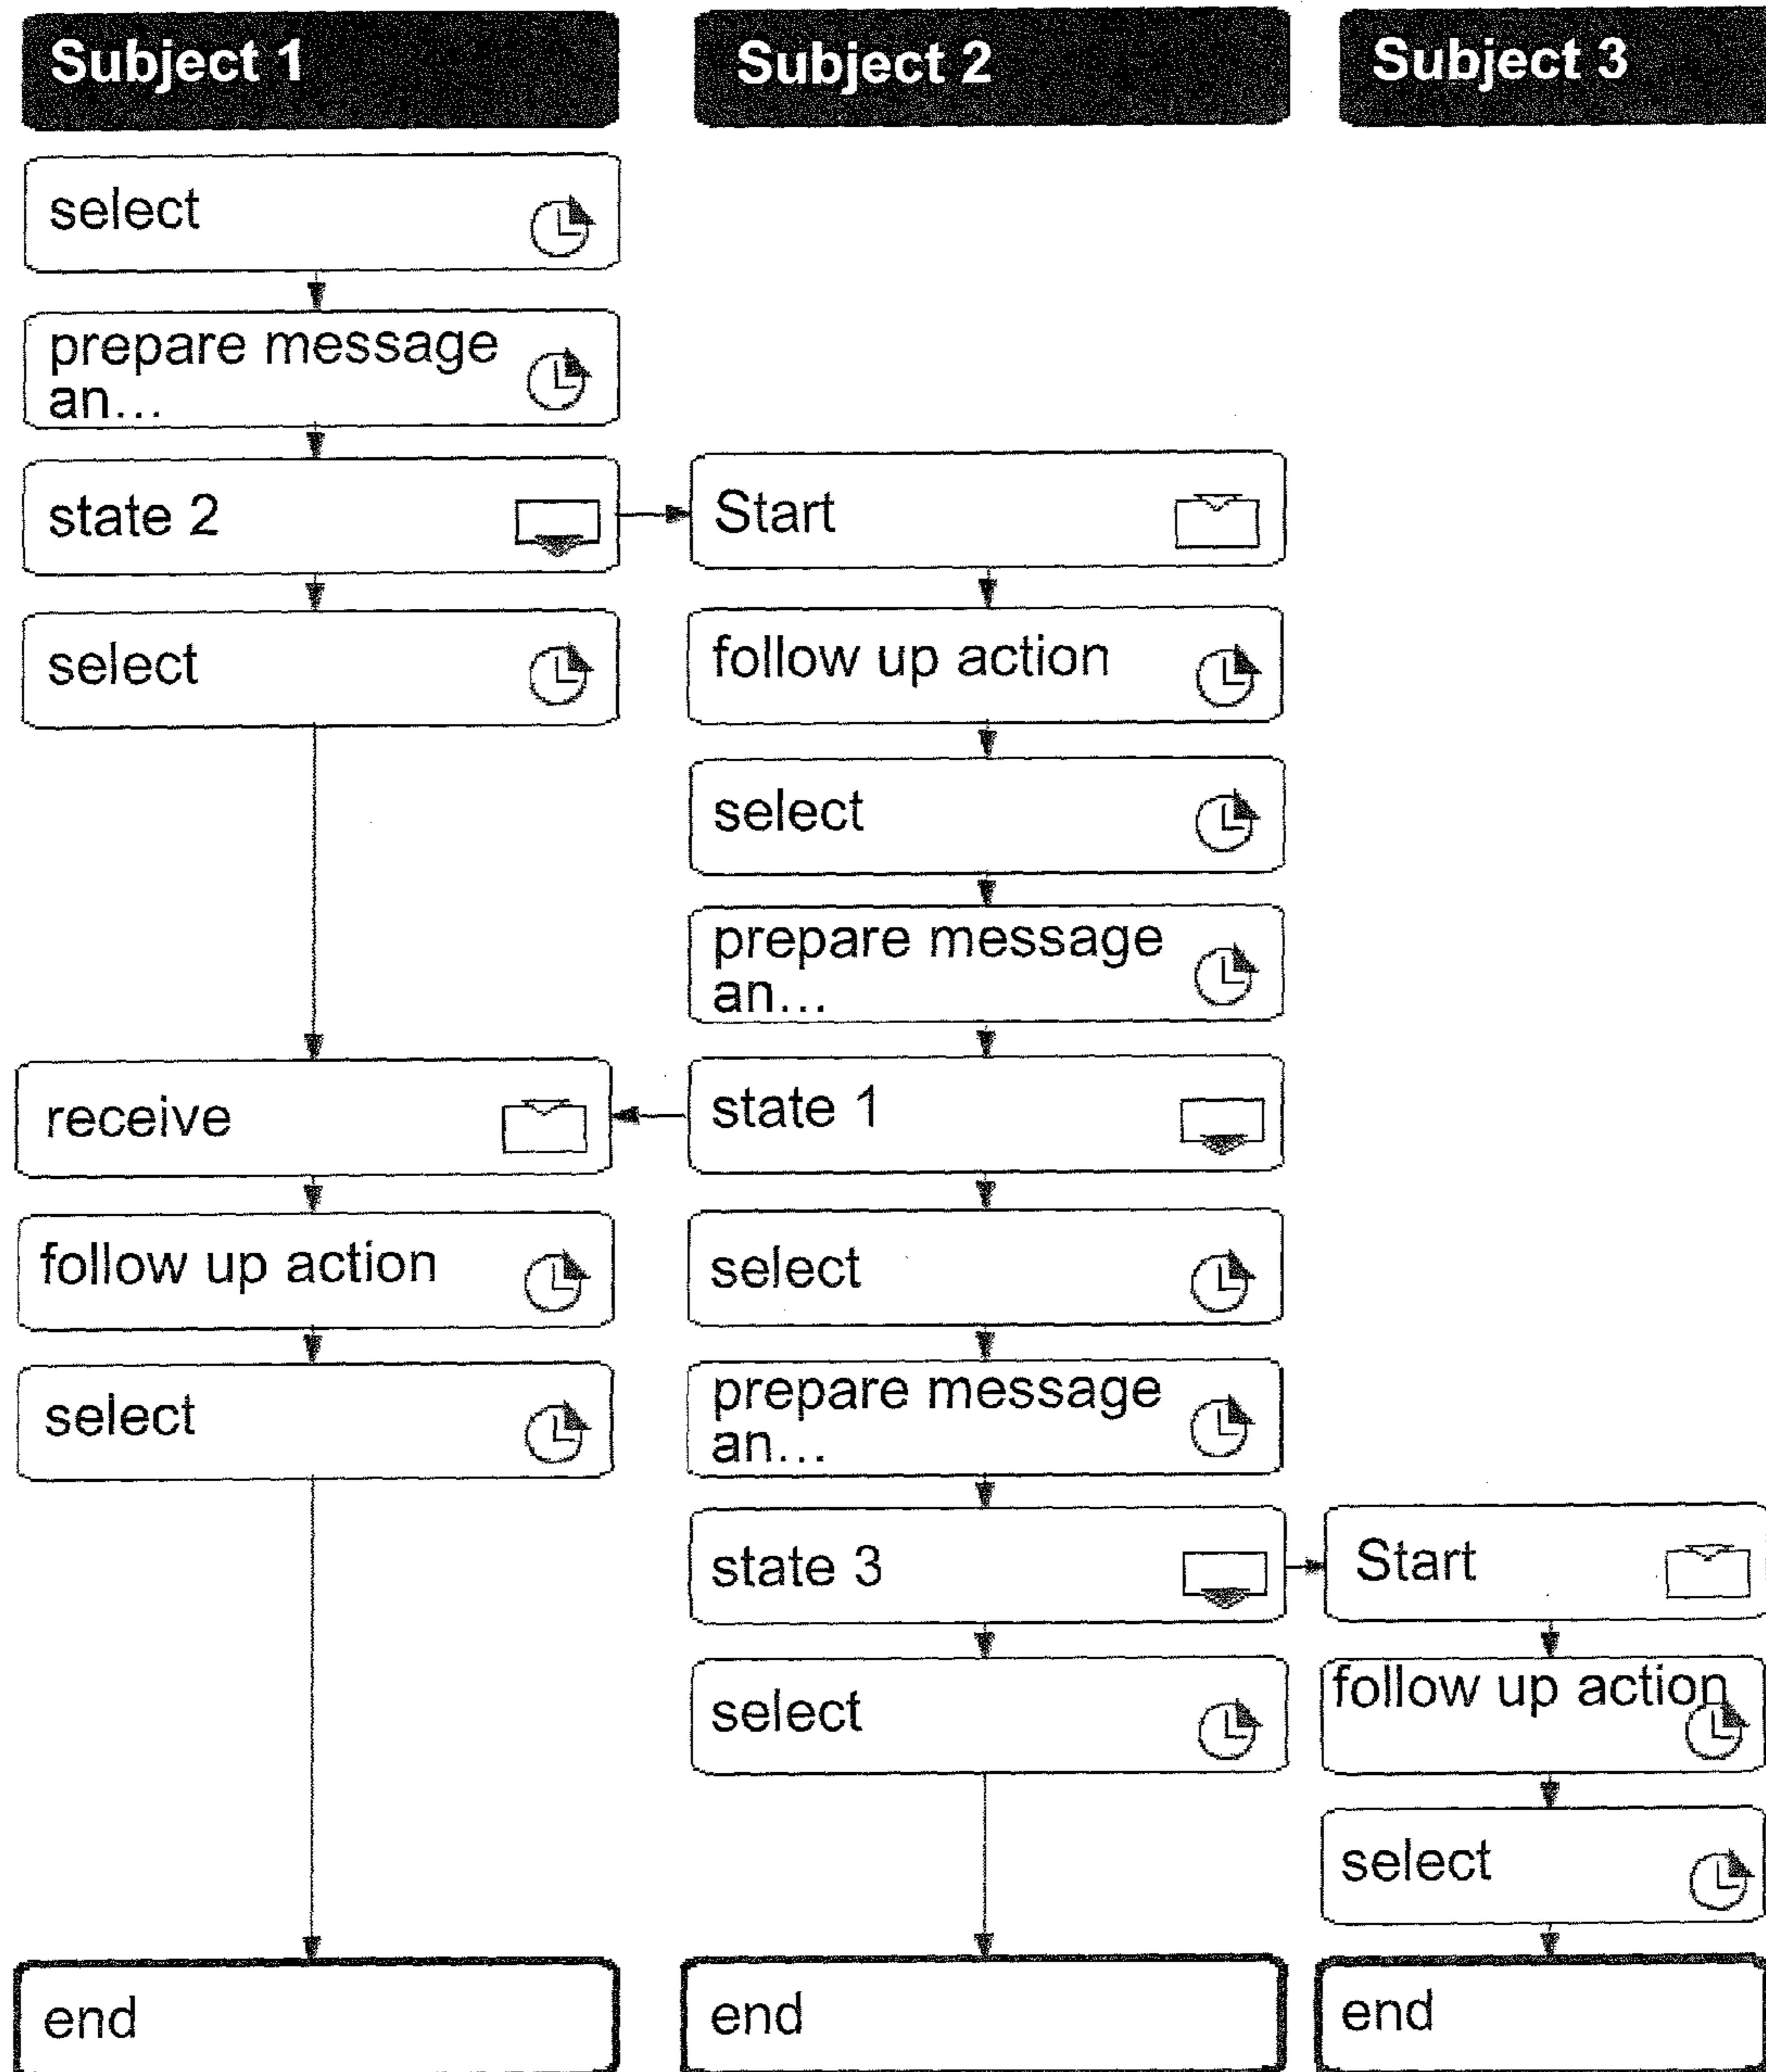 Subject 1
Subject 2
Subject 3
select
prepare message
an...
state 2
Start
select
follow up action
select
prepare message
an...
receive
state 1
follow up action
select
select
prepare message
an...
state 3
Start
select
follow up action
select
end
end
end